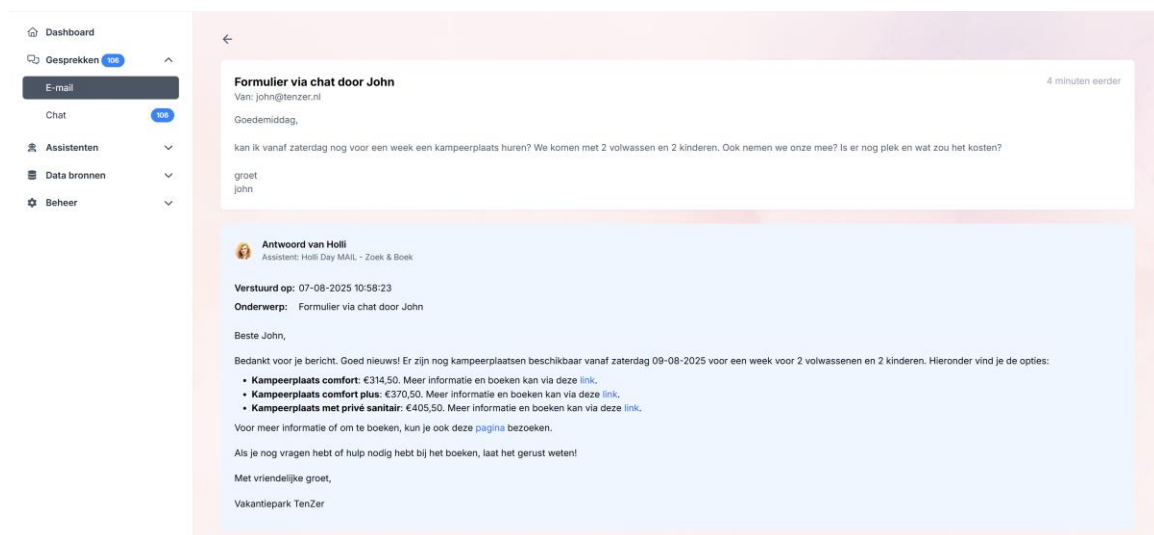 Dashboard
Gesprekken 106
E-mail
Chat 106
Assistenten
Data bronnen
Beheer
Formulier via chat door John
4 minuten eerder
Van: john@tenzer.nl
Goedemiddag,
kan ik vanaf zaterdag nog voor een week een kampeerplaats huren? We komen met 2 volwassen en 2 kinderen. Ook nemen we onze mee? Is er nog plek en wat zou het kosten?
groet
john
Antwoord van Holli
Assistent: Holli Day MAIL - Zoek & Boek
Verstuurd op: 07-08-2025 10:58:23
Onderwerp: Formulier via chat door John
Beste John,
Bedankt voor je bericht. Goed nieuws! Er zijn nog kampeerplaatsen beschikbaar vanaf zaterdag 09-08-2025 voor een week voor 2 volwassenen en 2 kinderen. Hieronder vind je de opties:
• Kampeerplaats comfort: €314,50. Meer informatie en boeken kan via deze link.
• Kampeerplaats comfort plus: €370,50. Meer informatie en boeken kan via deze link.
• Kampeerplaats met privé sanitair: €405,50. Meer informatie en boeken kan via deze link.
Voor meer informatie of om te boeken, kun je ook deze pagina bezoeken.
Als je nog vragen hebt of hulp nodig hebt bij het boeken, laat het gerust weten!
Met vriendelijke groet,
Vakantiepark TenZer